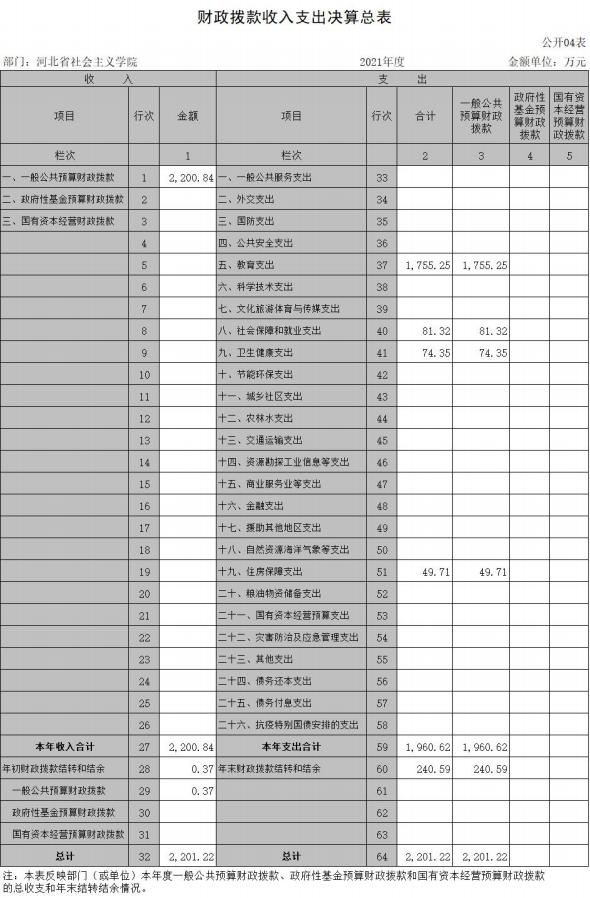 财政拨款收入支出决算总表
公开04表
部门：河北省社会主义学院 2021年度 金额单位：万元
收 入 支 出
项目 行次 金额 项目 行次 合计 一般公共预算财政拨款 政府性基金预算财政拨款 国有资本经营预算财政拨款
栏次 1 栏次 2 3 4 5
一、一般公共预算财政拨款 1 2,200.84 一、一般公共服务支出 33
二、政府性基金预算财政拨款 2 二、外交支出 34
三、国有资本经营财政拨款 3 三、国防支出 35
4 四、公共安全支出 36
5 五、教育支出 37 1,755.25 1,755.25
6 六、科学技术支出 38
7 七、文化旅游体育与传媒支出 39
8 八、社会保障和就业支出 40 81.32 81.32
9 九、卫生健康支出 41 74.35 74.35
10 十、节能环保支出 42
11 十一、城乡社区支出 43
12 十二、农林水支出 44
13 十三、交通运输支出 45
14 十四、资源勘探工业信息等支出 46
15 十五、商业服务业等支出 47
16 十六、金融支出 48
17 十七、援助其他地区支出 49
18 十八、自然资源海洋气象等支出 50
19 十九、住房保障支出 51 49.71 49.71
20 二十、粮油物资储备支出 52
21 二十一、国有资本经营预算支出 53
22 二十二、灾害防治及应急管理支出 54
23 二十三、其他支出 55
24 二十四、债务还本支出 56
25 二十五、债务付息支出 57
26 二十六、抗疫特别国债安排的支出 58
本年收入合计 27 2,200.84 本年支出合计 59 1,960.62 1,960.62
年初财政拨款结转和结余 28 0.37 年末财政拨款结转和结余 60 240.59 240.59
一般公共预算财政拨款 29 0.37 61
政府性基金预算财政拨款 30 62
国有资本经营预算财政拨款 31 63
总计 32 2,201.22 总计 64 2,201.22 2,201.22
注：本表反映部门（或单位）本年度一般公共预算财政拨款、政府性基金预算财政拨款和国有资本经营预算财政拨款
的总收支和年末结转结余情况。